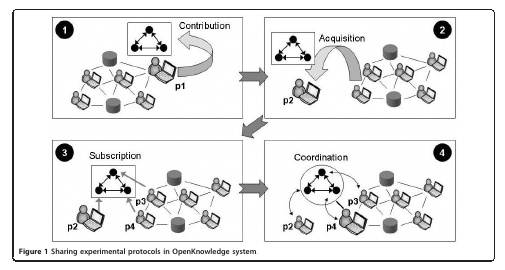 1
Contribution
p1
2
Acquisition
p2
3
Subscription
p2
p3
p4
4
Coordination
p2
p3
p4
Figure 1 Sharing experimental protocols in OpenKnowledge system